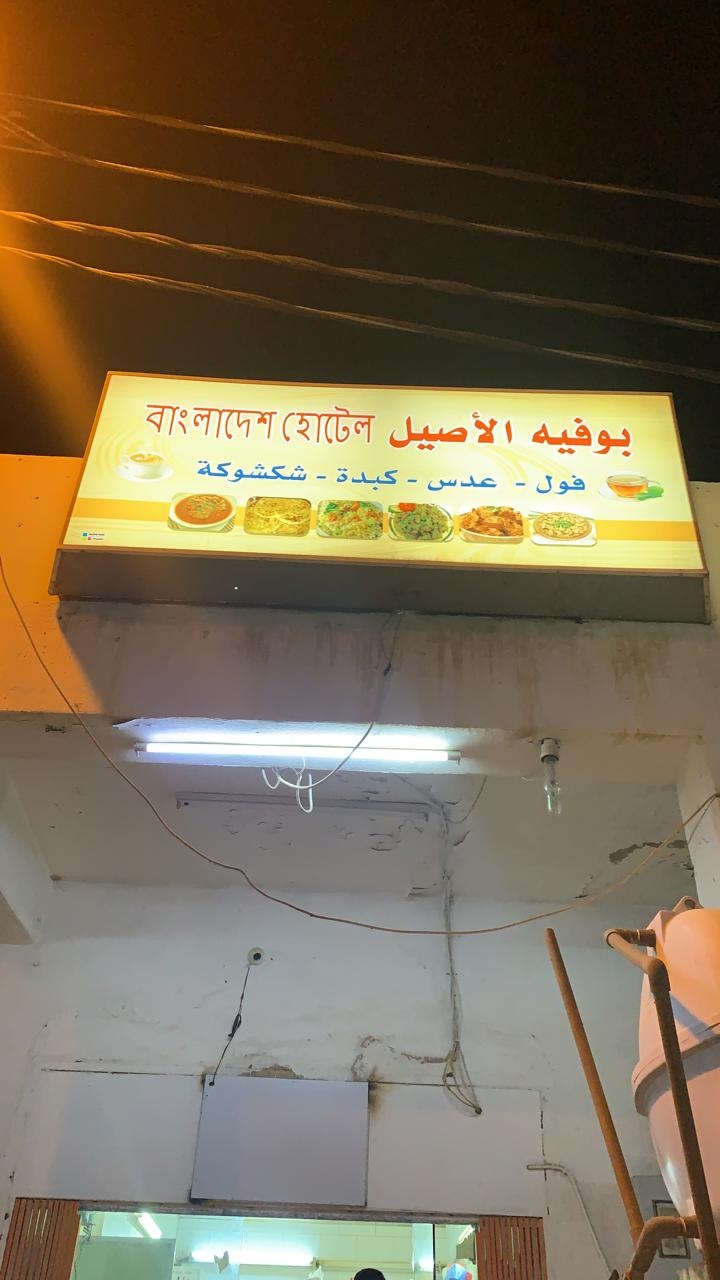 বাংলাদেশ হোটেল بوفيه الأصيل
فول - عدس - كبدة - شكشوكة